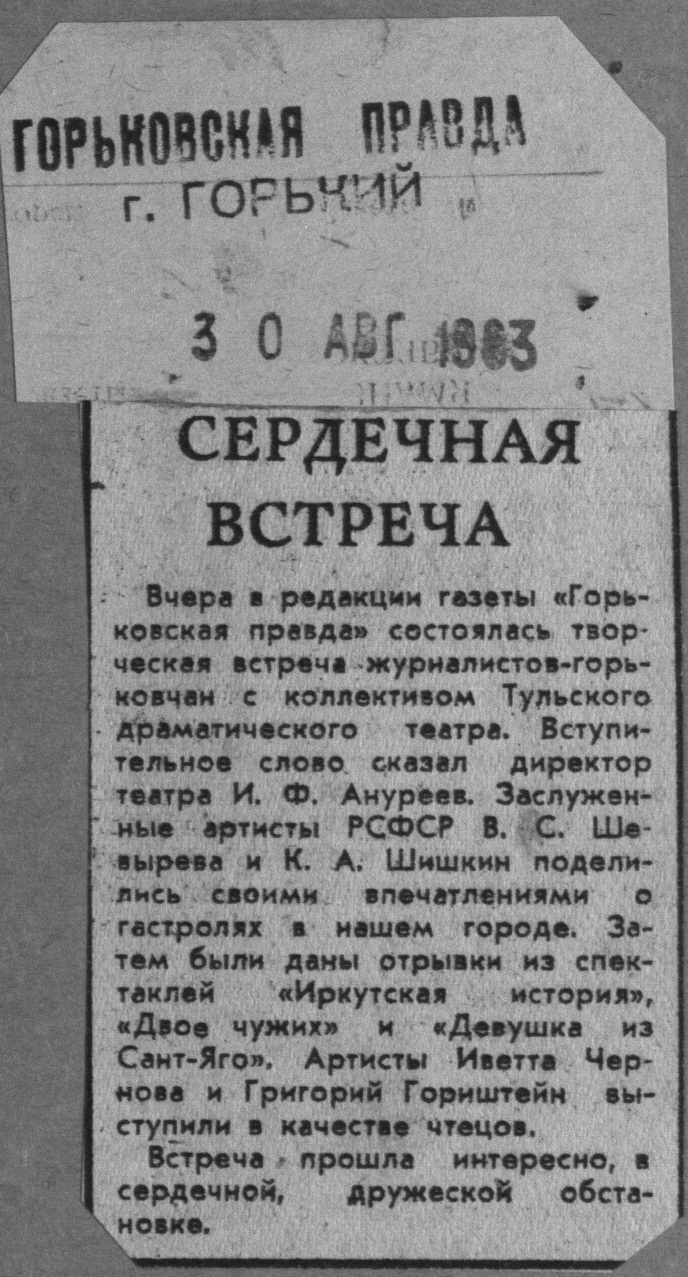 ГОРЬКОВСКАЯ ПРАВДА
г. ГОРЬКИЙ
30 АВГ 1963
СЕРДЕЧНАЯ
ВСТРЕЧА
Вчера в редакции газеты «Горь-
ковская правда» состоялась твор-
ческая встреча журналистов-горь-
ковчан с коллективом Тульского
драматического театра. Вступи-
тельное слово сказал директор
театра И. Ф. Ануреев. Заслужен-
ные артисты РСФСР В. С. Ше-
вырева и К. А. Шишкин подели-
лись своими впечатлениями о
гастролях в нашем городе. За-
тем были даны отрывки из спек-
таклей «Иркутская история»,
«Двое чужих» и «Девушка из
Сант-Яго». Артисты Иветта Чер-
нова и Григорий Гориштейн вы-
ступили в качестве чтецов.
Встреча прошла интересно, в
сердечной, дружеской обста-
новке.